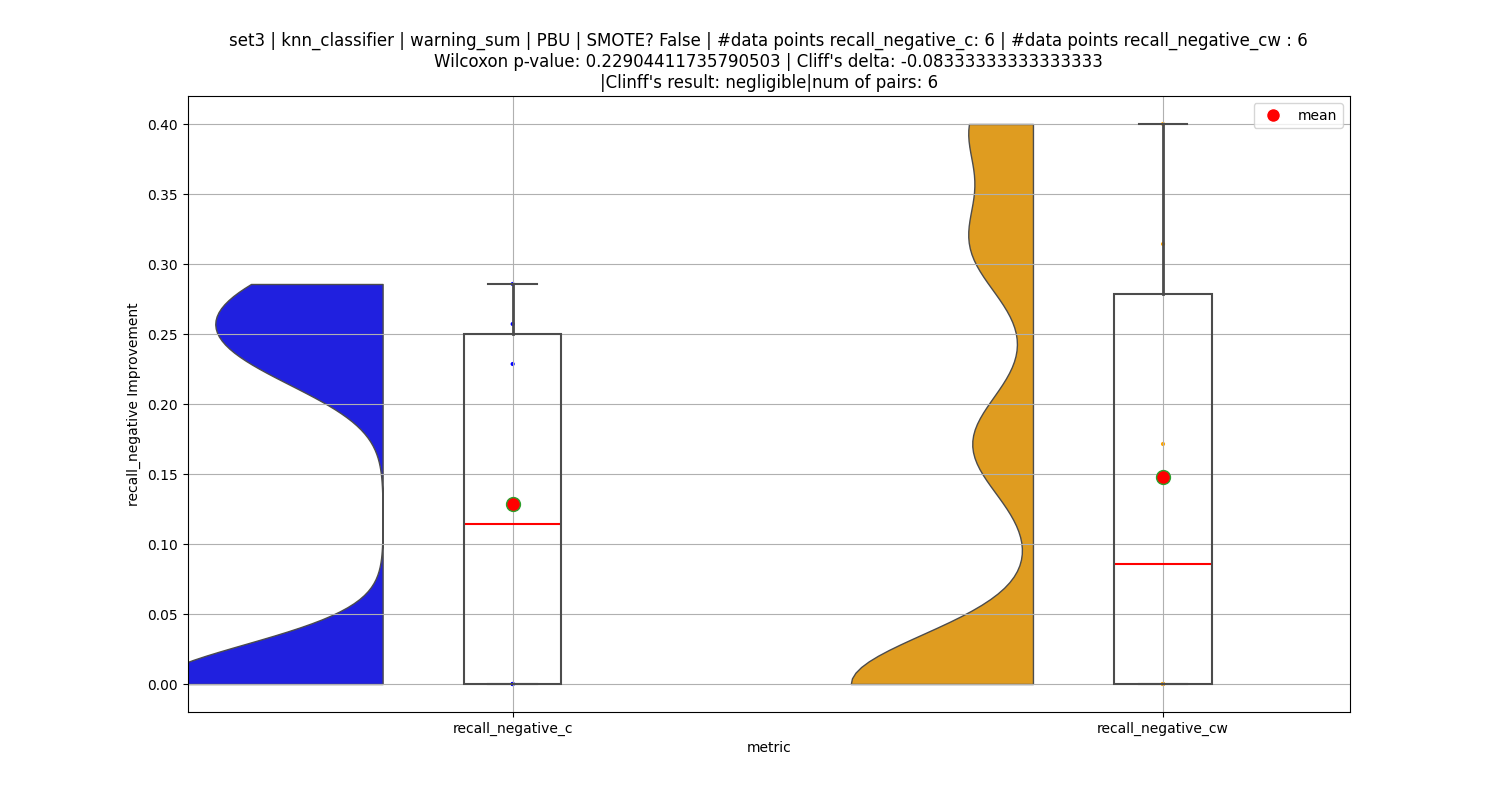 set3 | knn_classifier | warning_sum | PBU | SMOTE? False | #data points recall_negative_c: 6 | #data points recall_negative_cw : 6
Wilcoxon p-value: 0.22904411735790503 | Cliff's delta: -0.08333333333333333
|Clinff's result: negligible|num of pairs: 6
mean
0.40
0.35
0.30
0.25
0.20
0.15
0.10
0.05
0.00
recall_negative Improvement
recall_negative_c
recall_negative_cw
metric